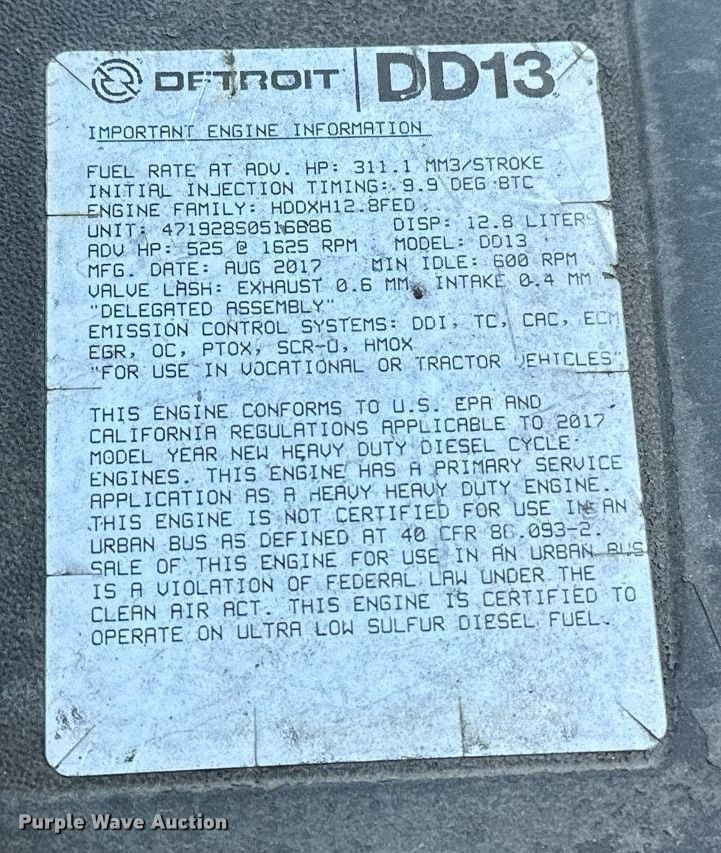 DETROIT DD13
IMPORTANT ENGINE INFORMATION
FUEL RATE AT ADV. HP: 311.1 MM3/STROKE
INITIAL INJECTION TIMING: 9.9 DEG BTC
ENGINE FAMILY: HDDXH12.8FED
UNIT: 471928S0516686 DISP: 12.8 LITER
ADV HP: 525 @ 1625 RPM MODEL: DD13
MFG. DATE: AUG 2017 MIN IDLE: 600 RPM
VALVE LASH: EXHAUST 0.6 MM INTAKE 0.4 MM
"DELEGATED ASSEMBLY"
EMISSION CONTROL SYSTEMS: DDI, TC, CAC, ECM
EGR, OC, PTOX, SCR-U, AMOX
"FOR USE IN VOCATIONAL OR TRACTOR VEHICLES"
THIS ENGINE CONFORMS TO U.S. EPA AND
CALIFORNIA REGULATIONS APPLICABLE TO 2017
MODEL YEAR NEW HEAVY DUTY DIESEL CYCLE
ENGINES. THIS ENGINE HAS A PRIMARY SERVICE
APPLICATION AS A HEAVY HEAVY DUTY ENGINE.
THIS ENGINE IS NOT CERTIFIED FOR USE IN AN
URBAN BUS AS DEFINED AT 40 CFR 86.093-2.
SALE OF THIS ENGINE FOR USE IN AN URBAN BUS
IS A VIOLATION OF FEDERAL LAW UNDER THE
CLEAN AIR ACT. THIS ENGINE IS CERTIFIED TO
OPERATE ON ULTRA LOW SULFUR DIESEL FUEL.
Purple Wave Auction